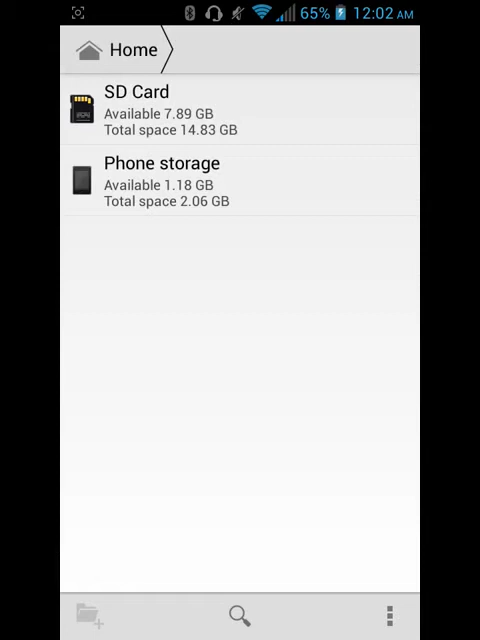 65% 12:02 AM
Home
SD Card
Available 7.89 GB
Total space 14.83 GB
Phone storage
Available 1.18 GB
Total space 2.06 GB